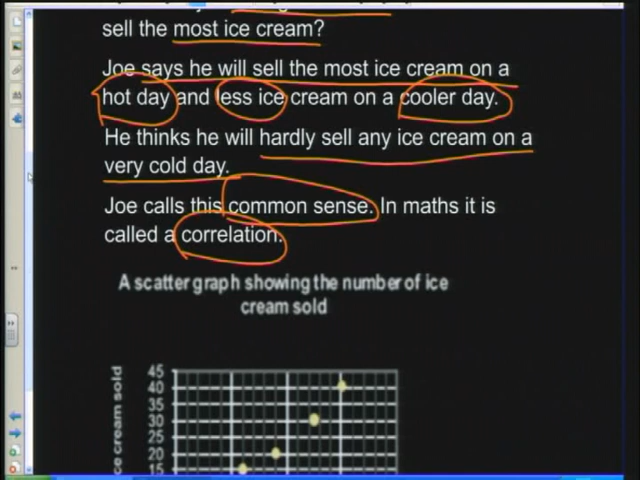 sell the most ice cream?
Joe says he will sell the most ice cream on a
hot day and less ice cream on a cooler day.
He thinks he will hardly sell any ice cream on a
very cold day.
Joe calls this common sense. In maths it is
called a correlation.
A scatter graph showing the number of ice
cream sold
ce cream sold
45
40
35
30
25
20
15